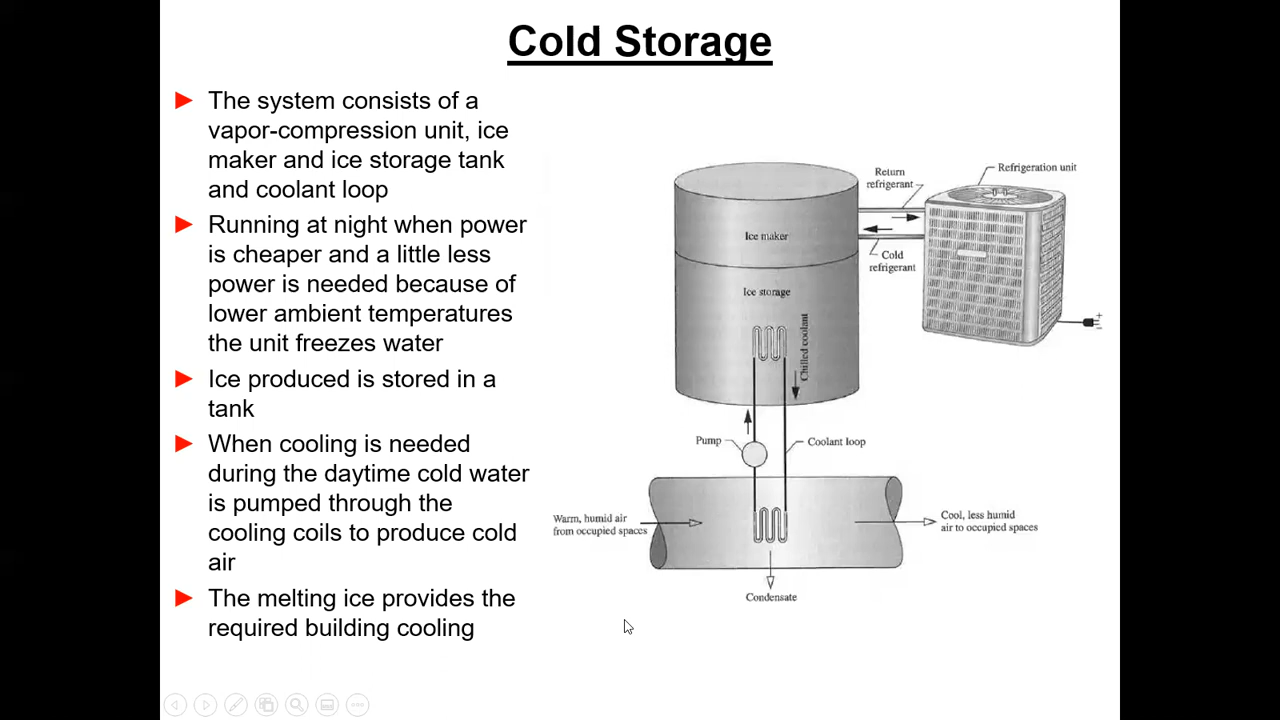 Cold Storage
The system consists of a
vapor-compression unit, ice
maker and ice storage tank
and coolant loop
Running at night when power
is cheaper and a little less
power is needed because of
lower ambient temperatures
the unit freezes water
Ice produced is stored in a
tank
When cooling is needed
during the daytime cold water
is pumped through the
cooling coils to produce cold
air
The melting ice provides the
required building cooling
Return
refrigerant
Refrigeration unit
Ice maker
Cold
refrigerant
Ice storage
Chilled coolant
Pump
Coolant loop
Warm, humid air
from occupied spaces
Cool, less humid
air to occupied spaces
Condensate